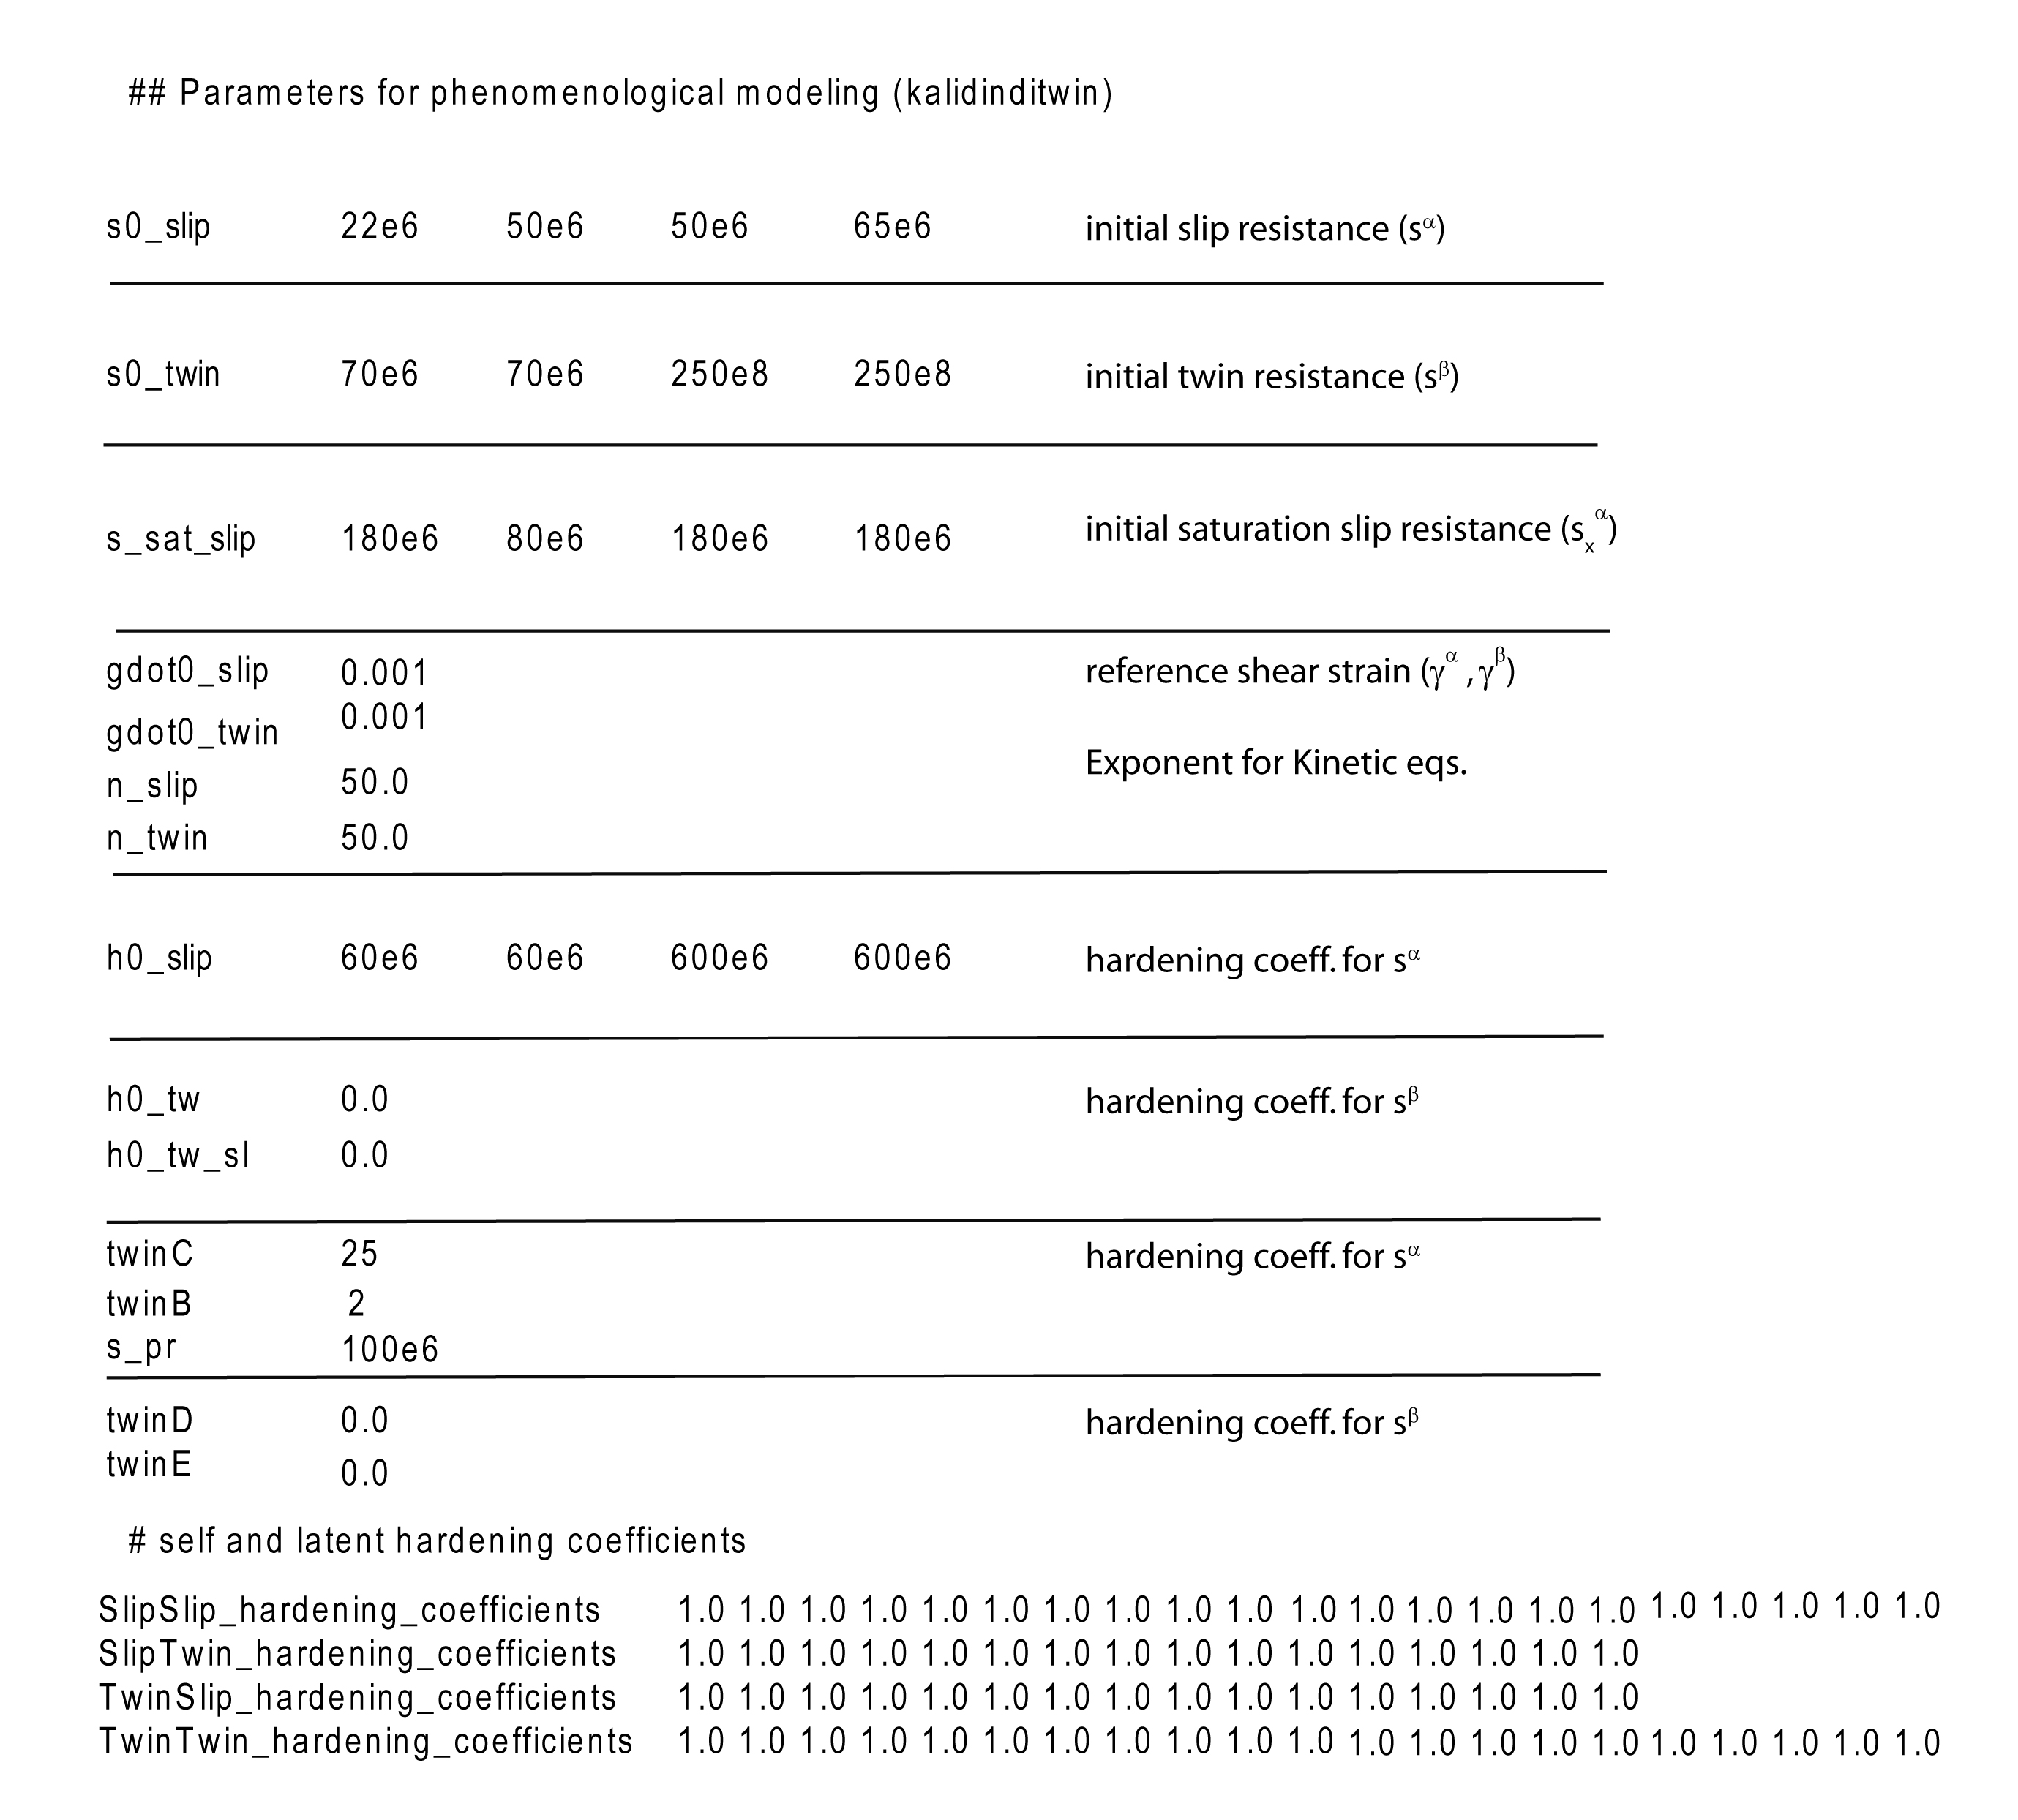 ## Parameters for phenomenological modeling (kalidinditwin)
s0_slip 22e6 50e6 50e6 65e6 initial slip resistance (sα)
s0_twin 70e6 70e6 250e8 250e8 initial twin resistance (sβ)
s_sat_slip 180e6 80e6 180e6 180e6 initial saturation slip resistance (sxα)
gdot0_slip 0.001 reference shear strain (γα,γβ)
gdot0_twin 0.001
Exponent for Kinetic eqs.
n_slip 50.0
n_twin 50.0
h0_slip 60e6 60e6 600e6 600e6 hardening coeff. for sα
h0_tw 0.0 hardening coeff. for sβ
h0_tw_sl 0.0
twinC 25 hardening coeff. for sα
twinB 2
s_pr 100e6
twinD 0.0 hardening coeff. for sβ
twinE 0.0
# self and latent hardening coefficients
SlipSlip_hardening_coefficients 1.0 1.0 1.0 1.0 1.0 1.0 1.0 1.0 1.0 1.0 1.0 1.0 1.0 1.0 1.0 1.0 1.0 1.0 1.0 1.0 1.0
SlipTwin_hardening_coefficients 1.0 1.0 1.0 1.0 1.0 1.0 1.0 1.0 1.0 1.0 1.0 1.0 1.0 1.0 1.0 1.0
TwinSlip_hardening_coefficients 1.0 1.0 1.0 1.0 1.0 1.0 1.0 1.0 1.0 1.0 1.0 1.0 1.0 1.0 1.0 1.0
TwinTwin_hardening_coefficients 1.0 1.0 1.0 1.0 1.0 1.0 1.0 1.0 1.0 1.0 1.0 1.0 1.0 1.0 1.0 1.0 1.0 1.0 1.0 1.0 1.0